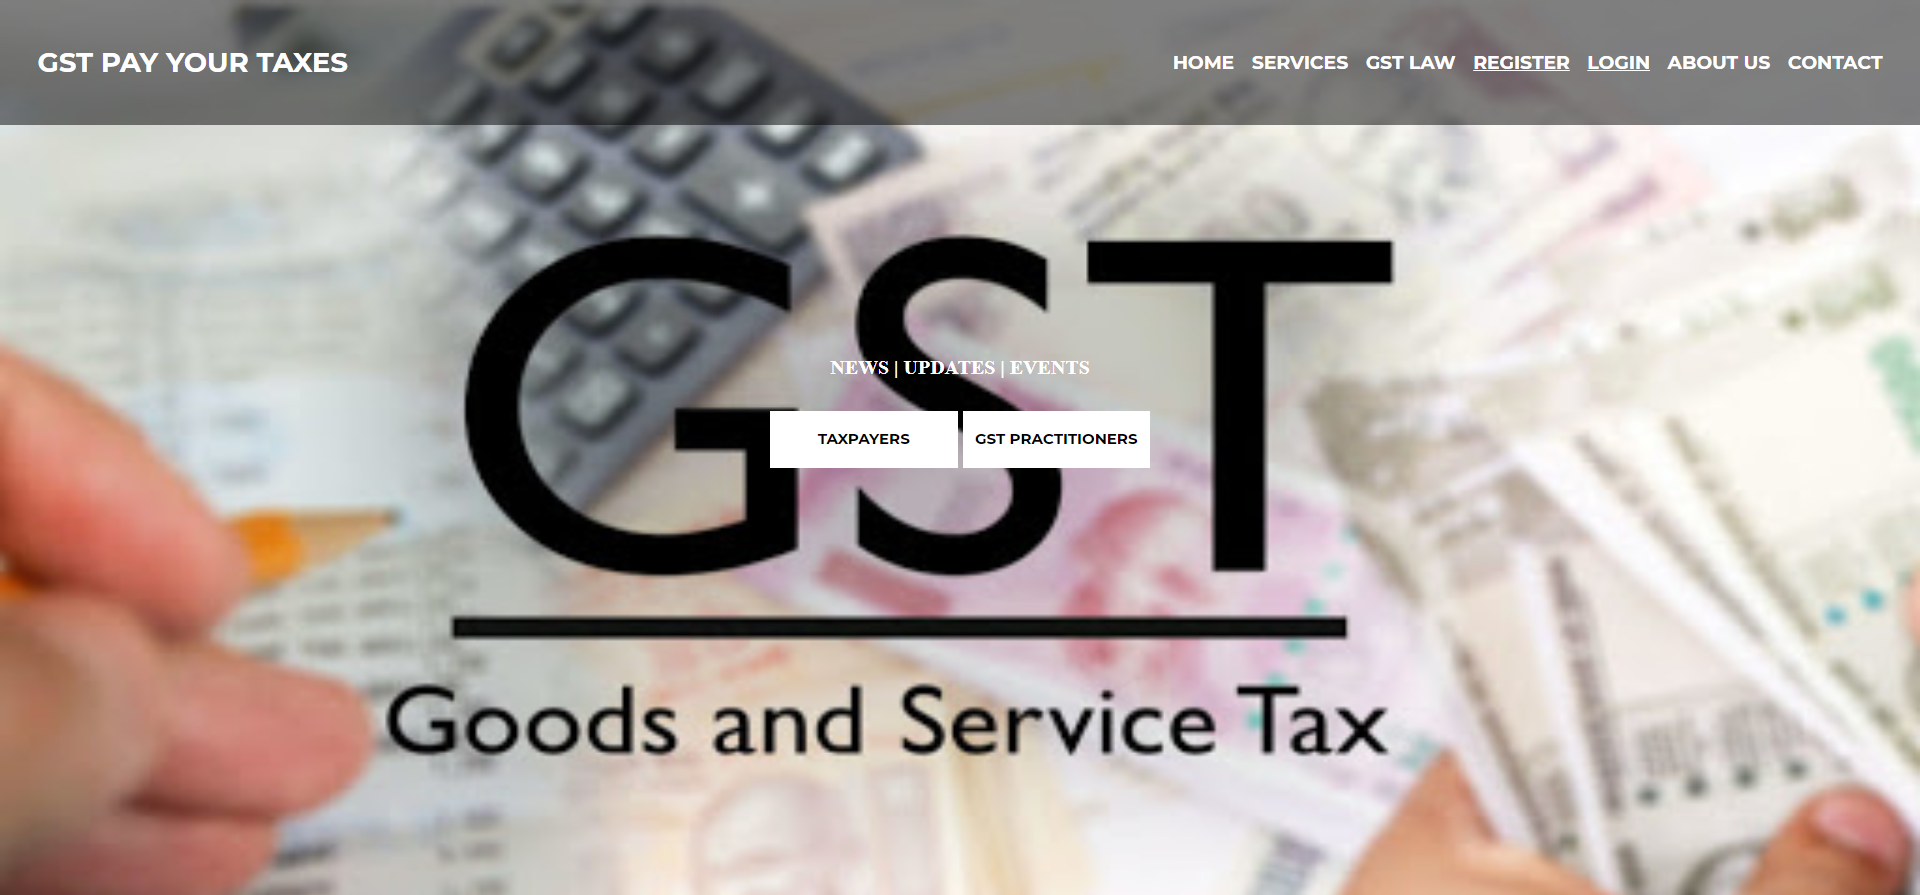 GST PAY YOUR TAXES
HOME SERVICES GST LAW REGISTER LOGIN ABOUT US CONTACT
GST
NEWS | UPDATES | EVENTS
TAXPAYERS GST PRACTITIONERS
Goods and Service Tax